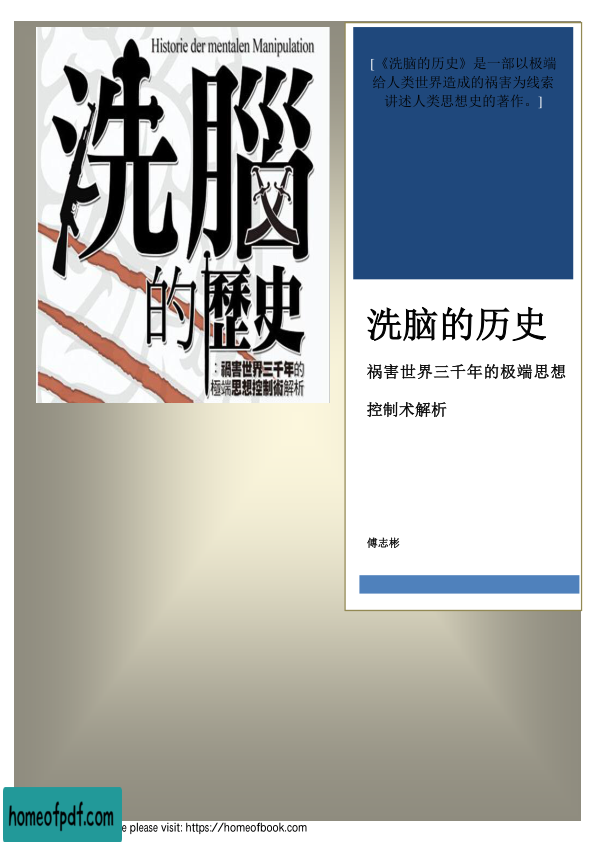 Historie der mentalen Manipulation
洗腦
的歷史
：禍害世界三千年的
極端思想控制術解析
[《洗脑的历史》是一部以极端
给人类世界造成的祸害为线索
讲述人类思想史的著作。]
洗脑的历史
祸害世界三千年的极端思想
控制术解析
傅志彬
homeofpdf.com
e please visit: https://homeofbook.com